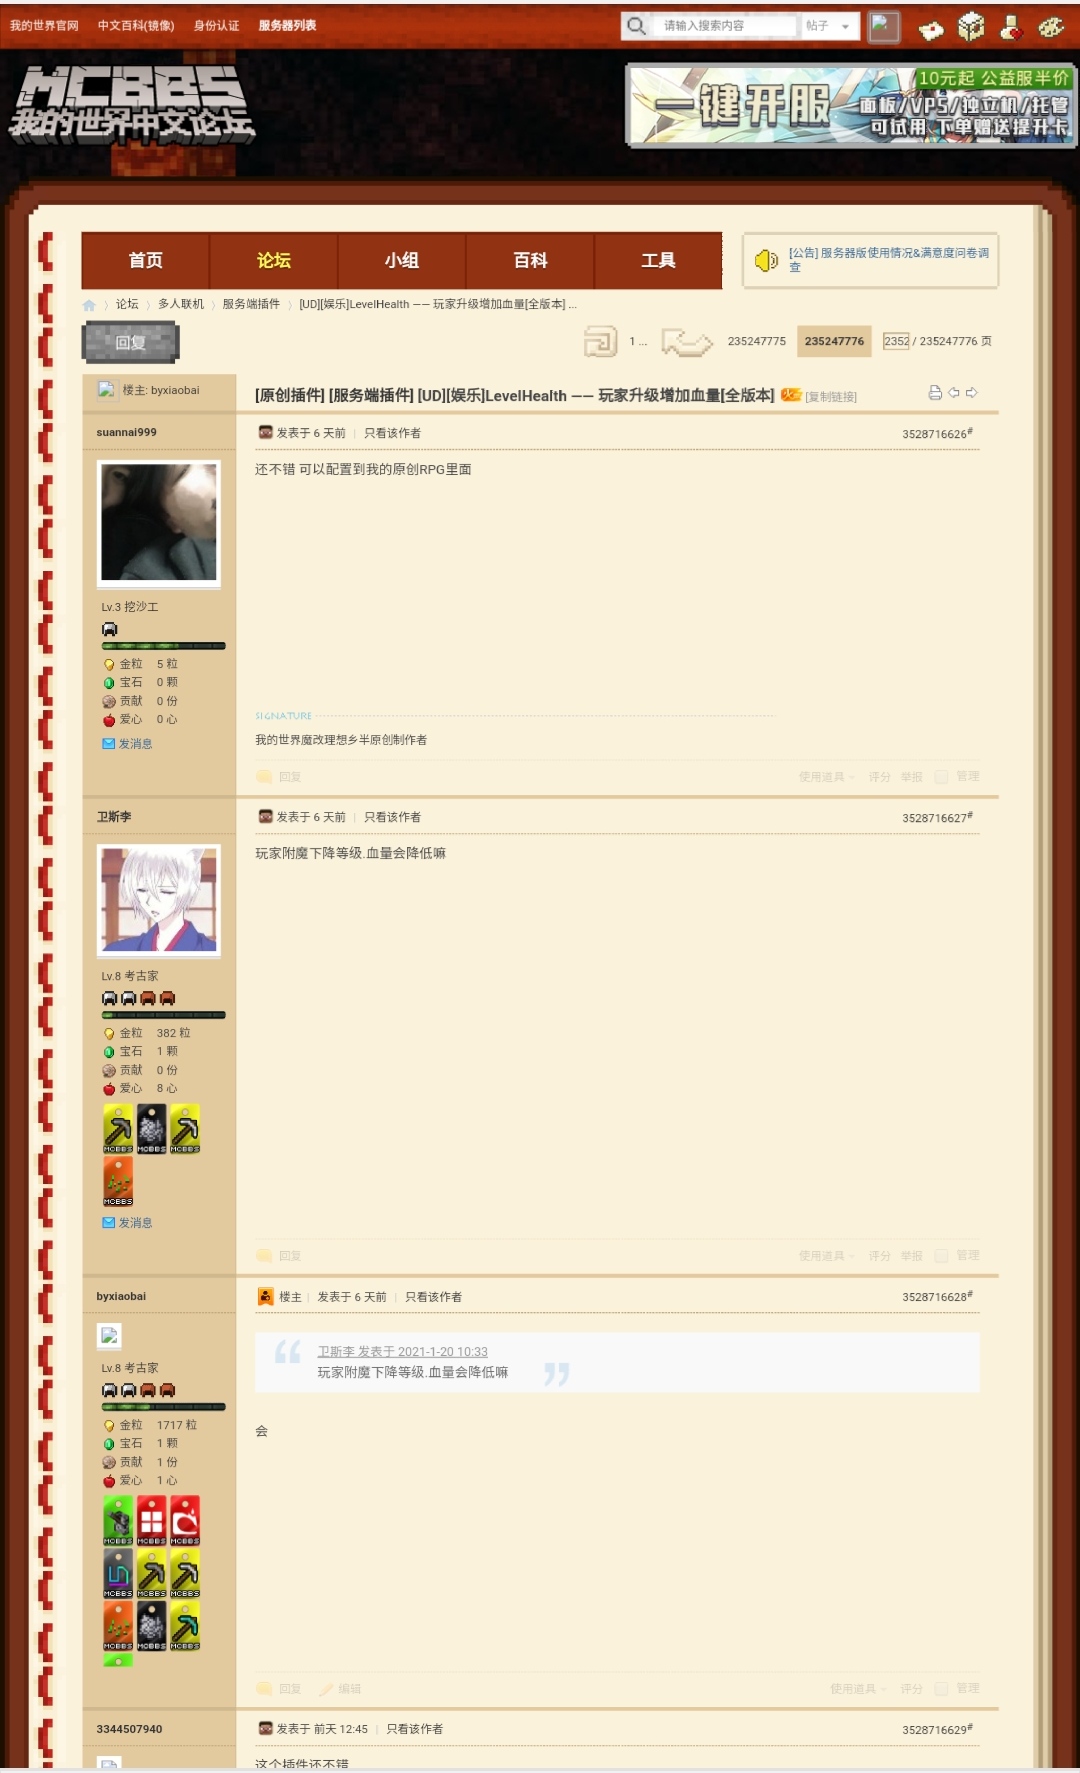 我的世界官网 中文百科(镜像) 身份认证 服务器列表
请输入搜索内容 帖子
MCBBS
我的世界中文论坛
10元起 公益服半价
一键开服 面板/VPS/独立机/托管
可试用 下单赠送提升卡
首页 论坛 小组 百科 工具
[公告] 服务器版使用情况&满意度问卷调
查
论坛 › 多人联机 › 服务端插件 › [UD][娱乐]LevelHealth —— 玩家升级增加血量[全版本] ...
回复
1 ... 235247775 235247776 2352 / 235247776 页
楼主: byxiaobai
[原创插件] [服务端插件] [UD][娱乐]LevelHealth —— 玩家升级增加血量[全版本] [复制链接]
suannai999
发表于 6 天前 | 只看该作者 3528716626#
还不错 可以配置到我的原创RPG里面
Lv.3 挖沙工
金粒 5 粒
宝石 0 颗
贡献 0 份
爱心 0 心
发消息
SIGNATURE
我的世界魔改理想乡半原创制作者
回复 使用道具 评分 举报 管理
卫斯李
发表于 6 天前 | 只看该作者 3528716627#
玩家附魔下降等级.血量会降低嘛
Lv.8 考古家
金粒 382 粒
宝石 1 颗
贡献 0 份
爱心 8 心
MCBBS MCBBS MCBBS
MCBBS
发消息
回复 使用道具 评分 举报 管理
byxiaobai
楼主 | 发表于 6 天前 | 只看该作者 3528716628#
卫斯李 发表于 2021-1-20 10:33
玩家附魔下降等级.血量会降低嘛
会
Lv.8 考古家
金粒 1717 粒
宝石 1 颗
贡献 1 份
爱心 1 心
MCBBS MCBBS MCBBS
MCBBS MCBBS MCBBS
MCBBS MCBBS MCBBS
回复 编辑 使用道具 评分 管理
3344507940
发表于 前天 12:45 | 只看该作者 3528716629#
这个插件还不错